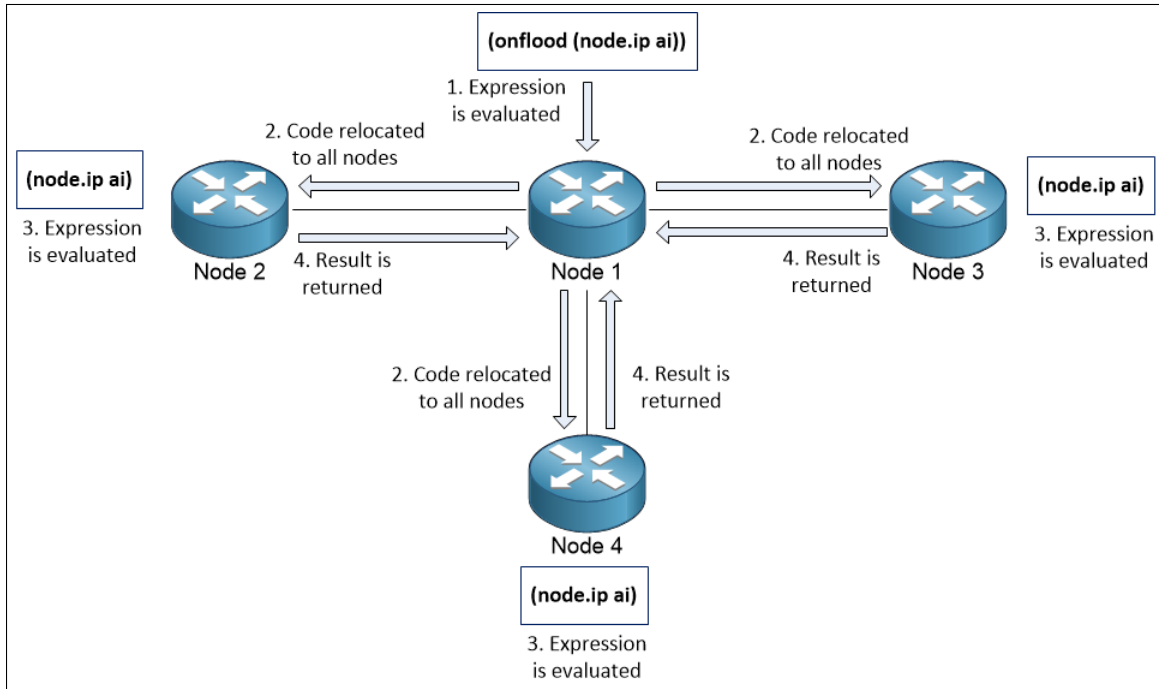 (onflood (node.ip ai))
1. Expression
is evaluated
2. Code relocated
to all nodes
2. Code relocated
to all nodes
(node.ip ai)
3. Expression
is evaluated
Node 2
4. Result is
returned
Node 1
4. Result is
returned
Node 3
(node.ip ai)
3. Expression
is evaluated
2. Code relocated
to all nodes
4. Result is
returned
Node 4
(node.ip ai)
3. Expression
is evaluated